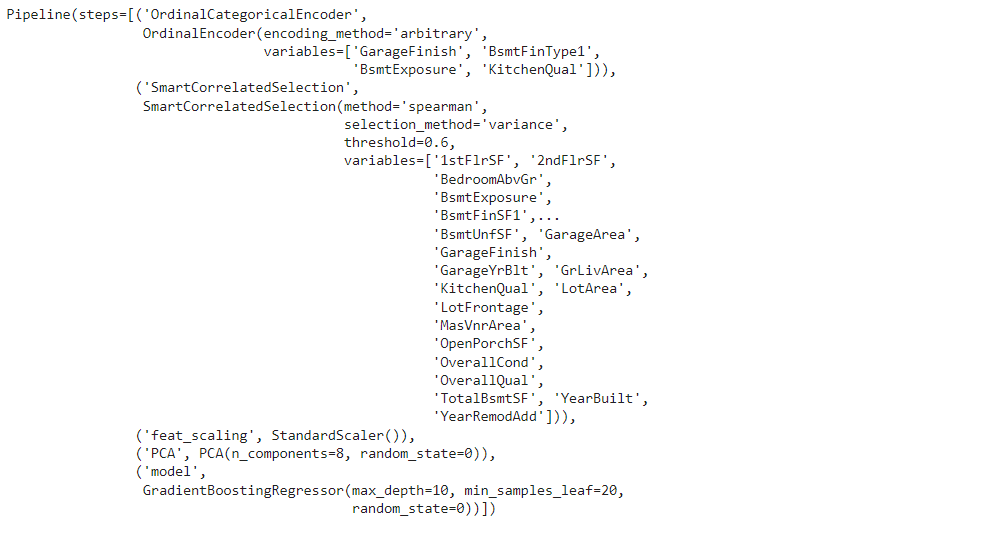 Pipeline(steps=[('OrdinalCategoricalEncoder',
                 OrdinalEncoder(encoding_method='arbitrary',
                                variables=['GarageFinish', 'BsmtFinType1',
                                           'BsmtExposure', 'KitchenQual'])),
                ('SmartCorrelatedSelection',
                 SmartCorrelatedSelection(method='spearman',
                                          selection_method='variance',
                                          threshold=0.6,
                                          variables=['1stFlrSF', '2ndFlrSF',
                                                     'BedroomAbvGr',
                                                     'BsmtExposure',
                                                     'BsmtFinSF1',...
                                                     'BsmtUnfSF', 'GarageArea',
                                                     'GarageFinish',
                                                     'GarageYrBlt', 'GrLivArea',
                                                     'KitchenQual', 'LotArea',
                                                     'LotFrontage',
                                                     'MasVnrArea',
                                                     'OpenPorchSF',
                                                     'OverallCond',
                                                     'OverallQual',
                                                     'TotalBsmtSF', 'YearBuilt',
                                                     'YearRemodAdd'])),
                ('feat_scaling', StandardScaler()),
                ('PCA', PCA(n_components=8, random_state=0)),
                ('model',
                 GradientBoostingRegressor(max_depth=10, min_samples_leaf=20,
                                           random_state=0))])